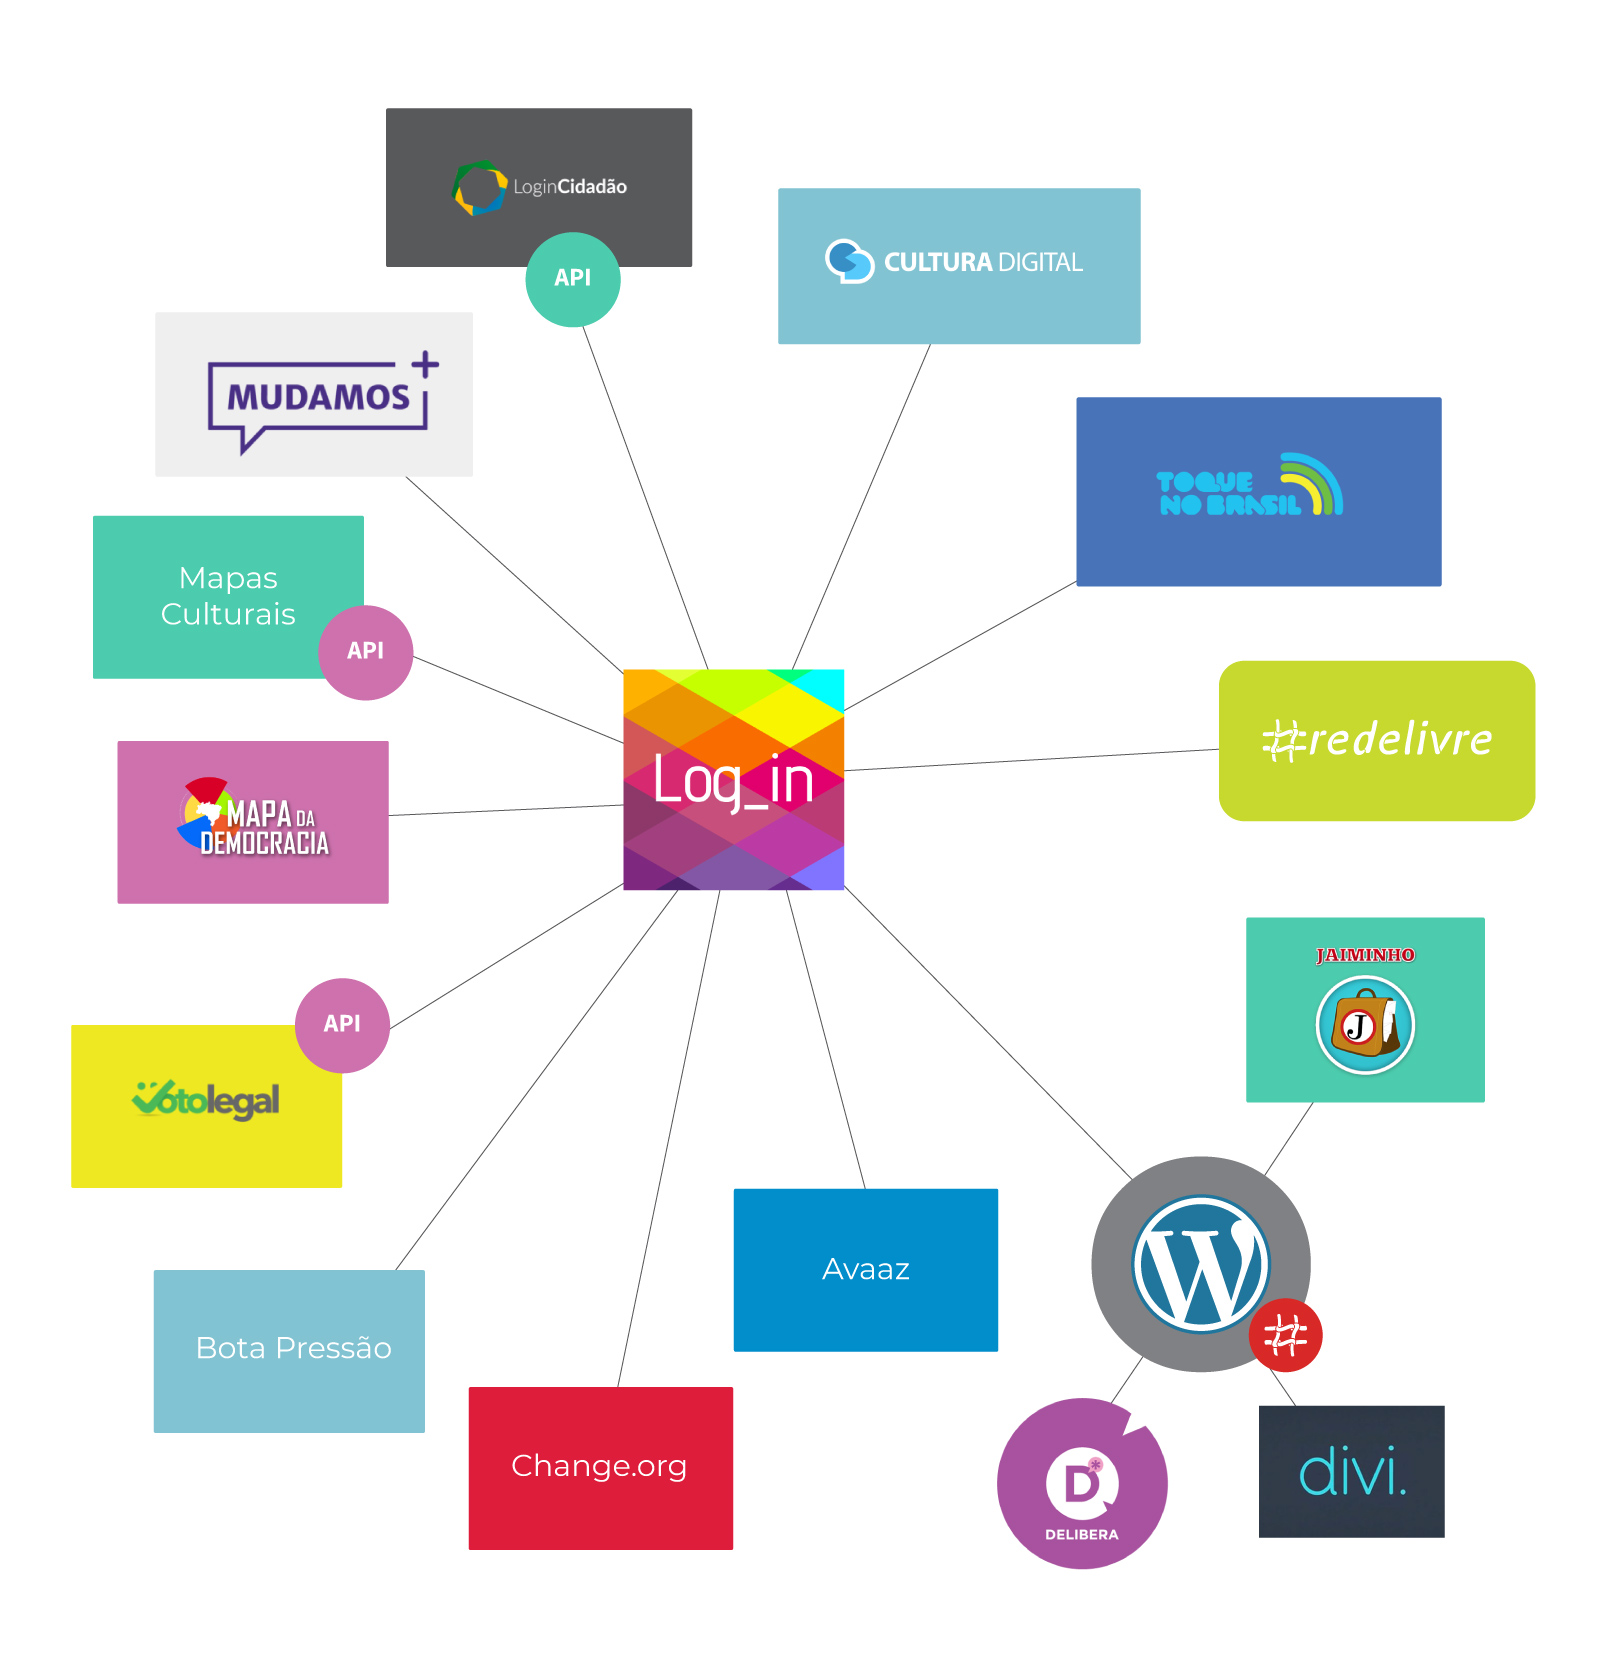 LoginCidadão
API
CULTURA DIGITAL
MUDAMOS
TOQUE
NO BRASIL
Mapas
Culturais
API
#redelivre
Log_in
MAPA DA
DEMOCRACIA
JAIMINHO
J
API
Votolegal
W
#
Avaaz
Bota Pressão
Change.org
D*
DELIBERA
divi.